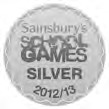 Sainsbury's
SCHOOL
GAMES
SILVER
2012/13